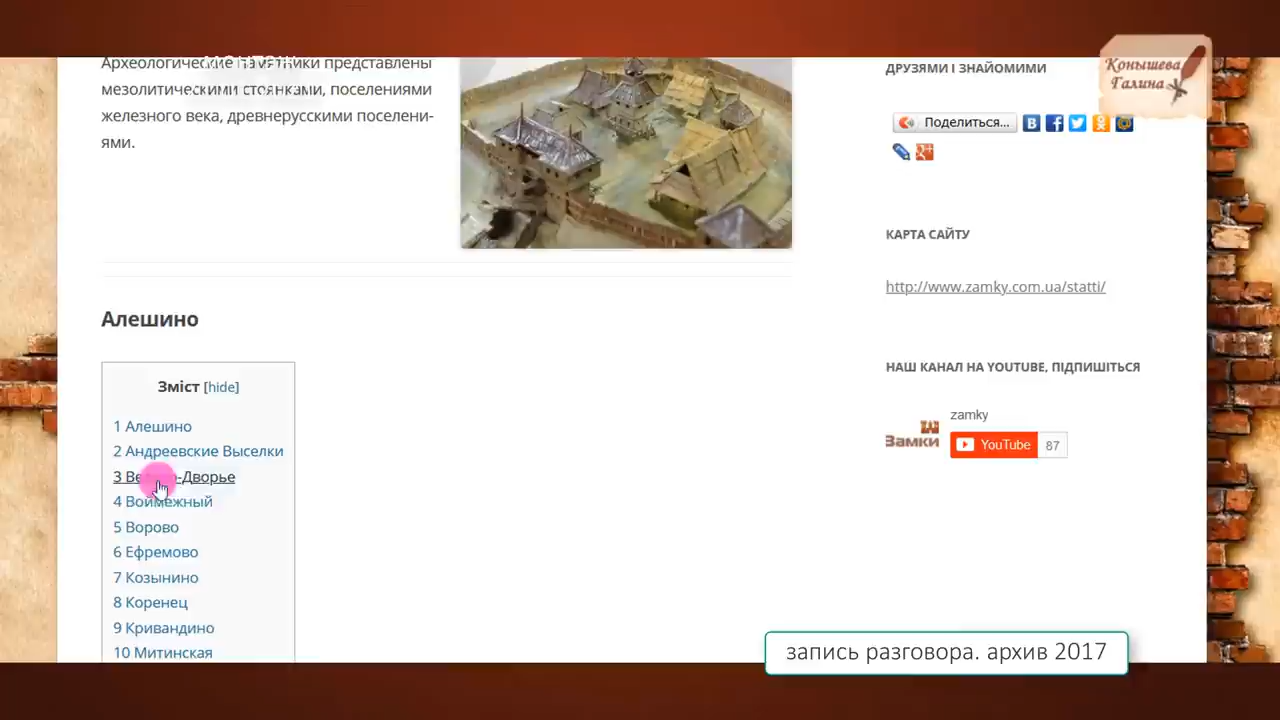 Археологические памятники представлены
мезолитическими стоянками, поселениями
железного века, древнерусскими поселени-
ями.
Алешино
Зміст [hide]
1 Алешино
2 Андреевские Выселки
3 -Дворье
4 Воймежный
5 Ворово
6 Ефремово
7 Козынино
8 Коренец
9 Кривандино
10 Митинская
Конышева
Галина
ДРУЗЯМИ І ЗНАЙОМИМИ
Поделиться...
КАРТА САЙТУ
http://www.zamky.com.ua/statti/
НАШ КАНАЛ НА YOUTUBE, ПІДПИШІТЬСЯ
Замки
zamky
YouTube 87
запись разговора. архив 2017